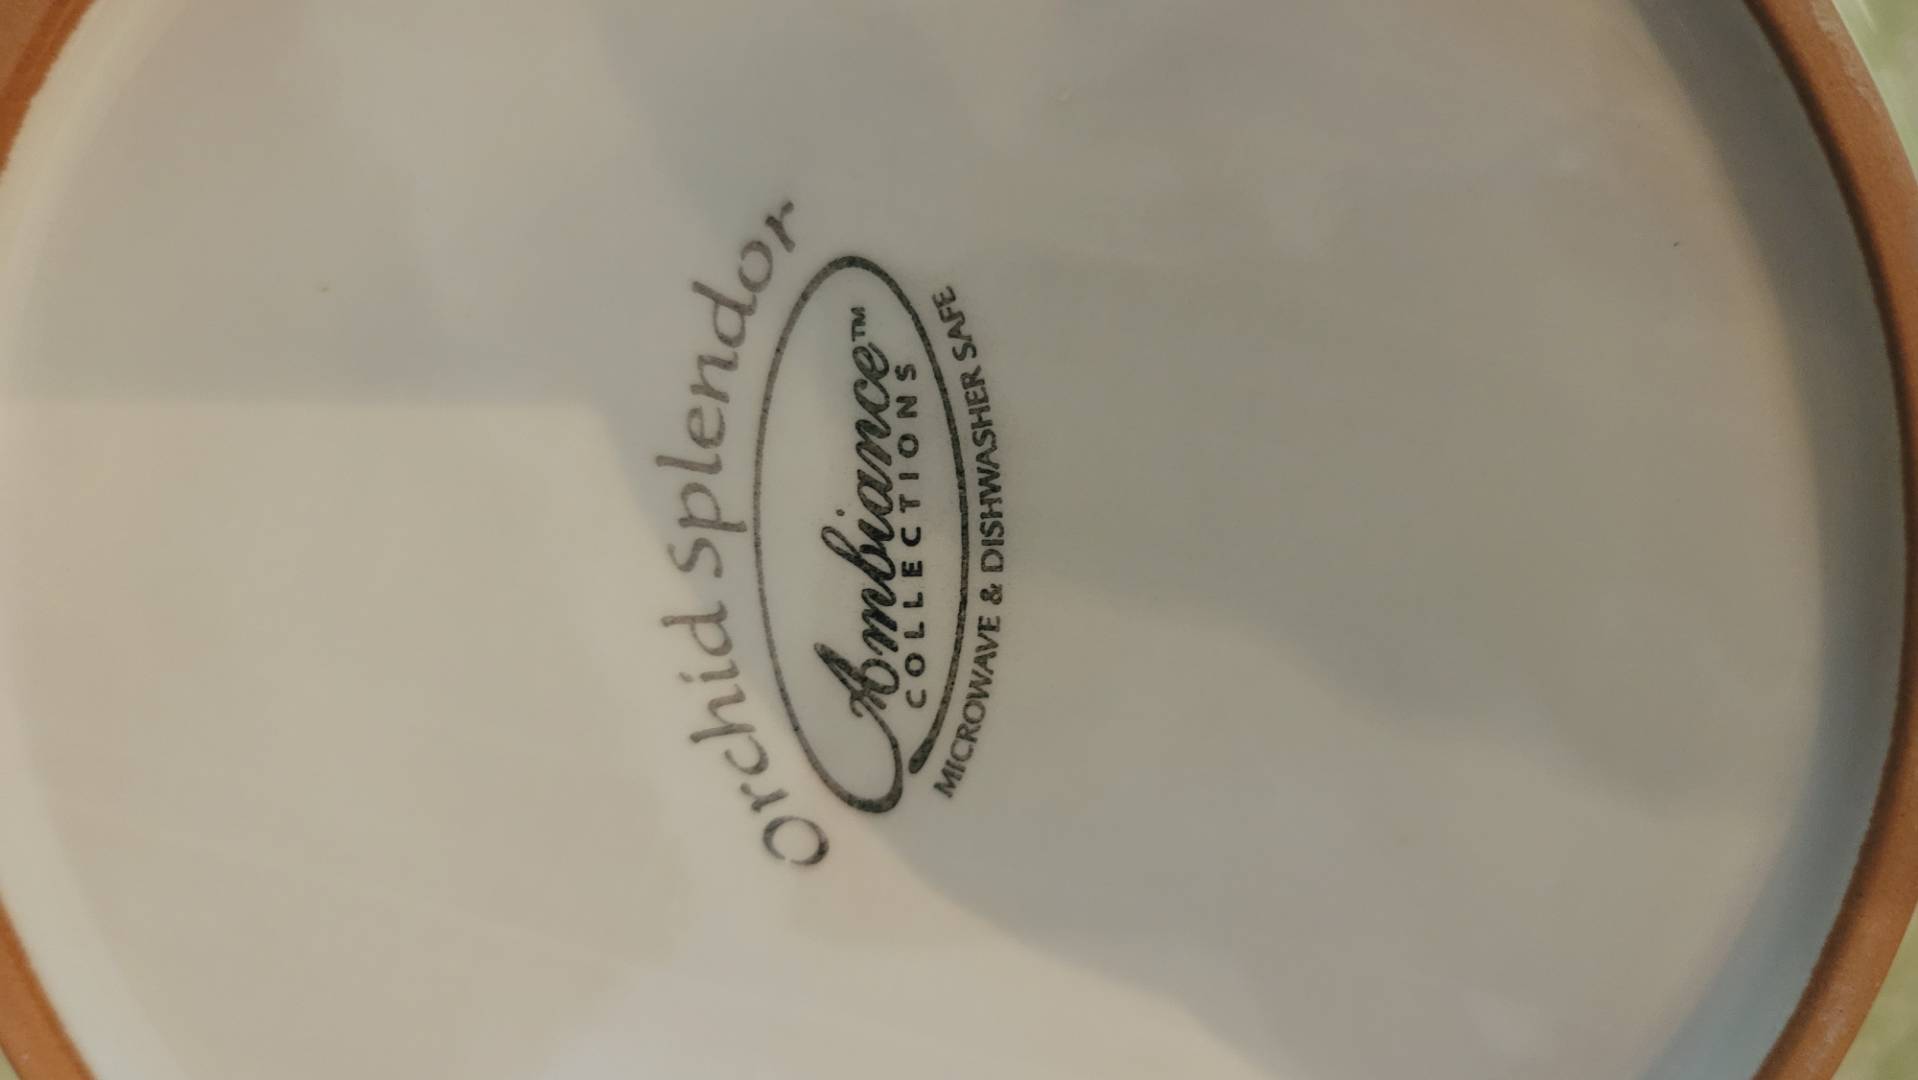 Orchid Splendor
Ambiance™
COLLECTIONS
MICROWAVE & DISHWASHER SAFE